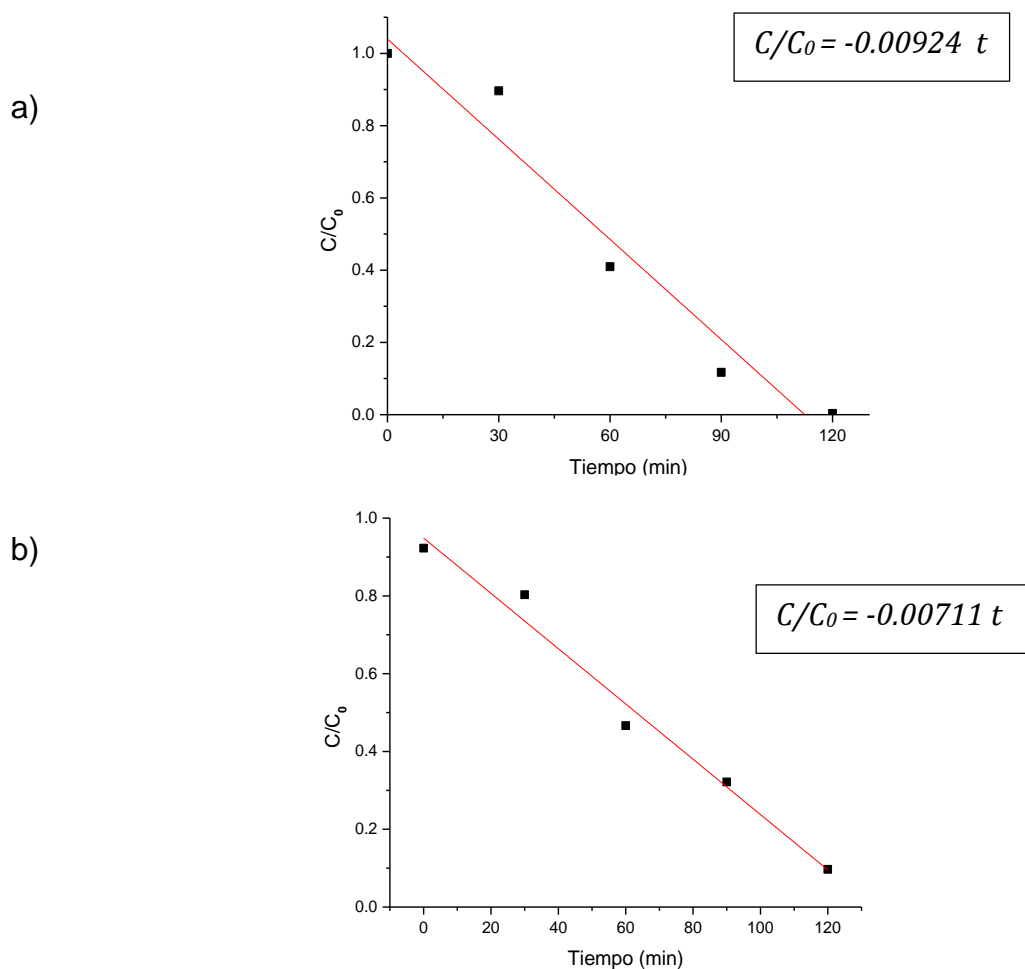 C/C₀ = -0.00924 t
a)
1.0
0.8
0.6
0.4
0.2
0.0
C/C₀
0 30 60 90 120
Tiempo (min)
b)
C/C₀ = -0.00711 t
1.0
0.8
0.6
0.4
0.2
0.0
C/C₀
0 20 40 60 80 100 120
Tiempo (min)